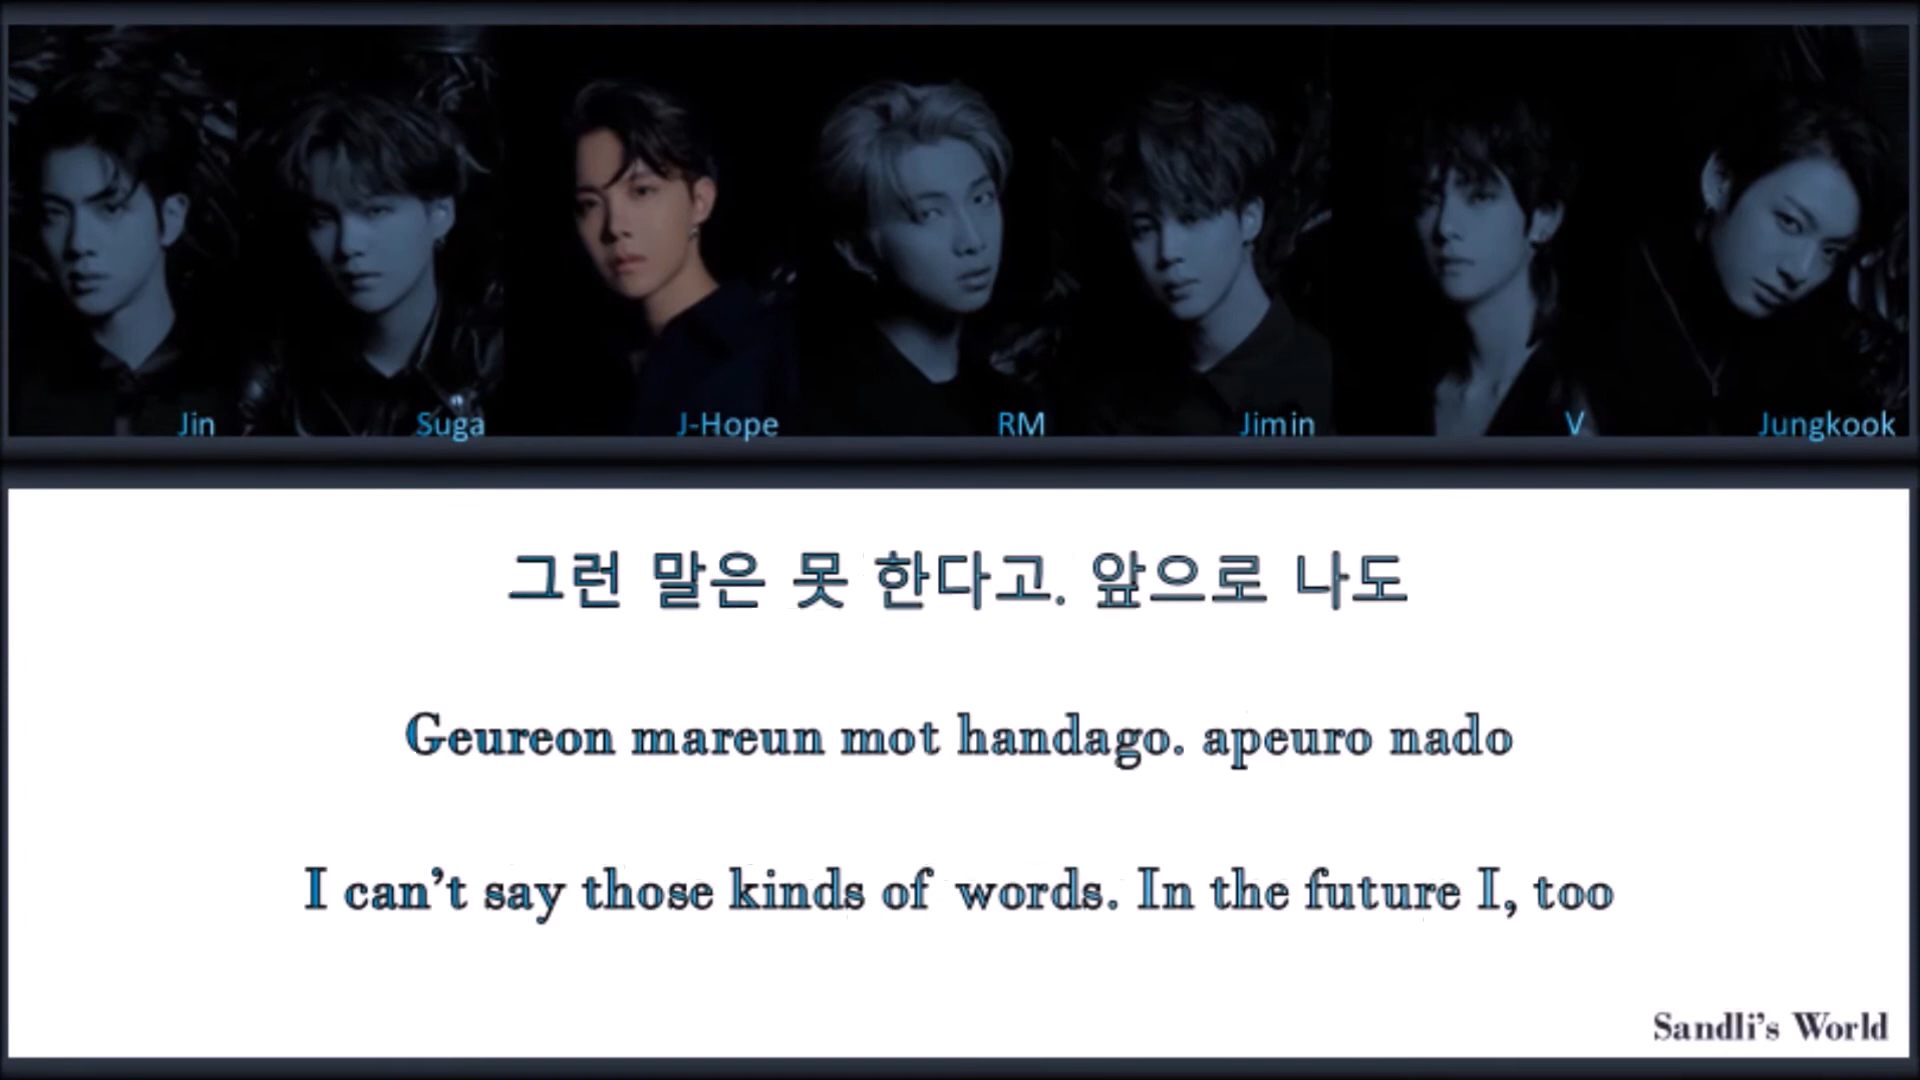 Jin Suga J-Hope RM Jimin V Jungkook
그런 말은 못 한다고. 앞으로 나도
Geureon mareun mot handago. apeuro nado
I can't say those kinds of words. In the future I, too
Sandli's World